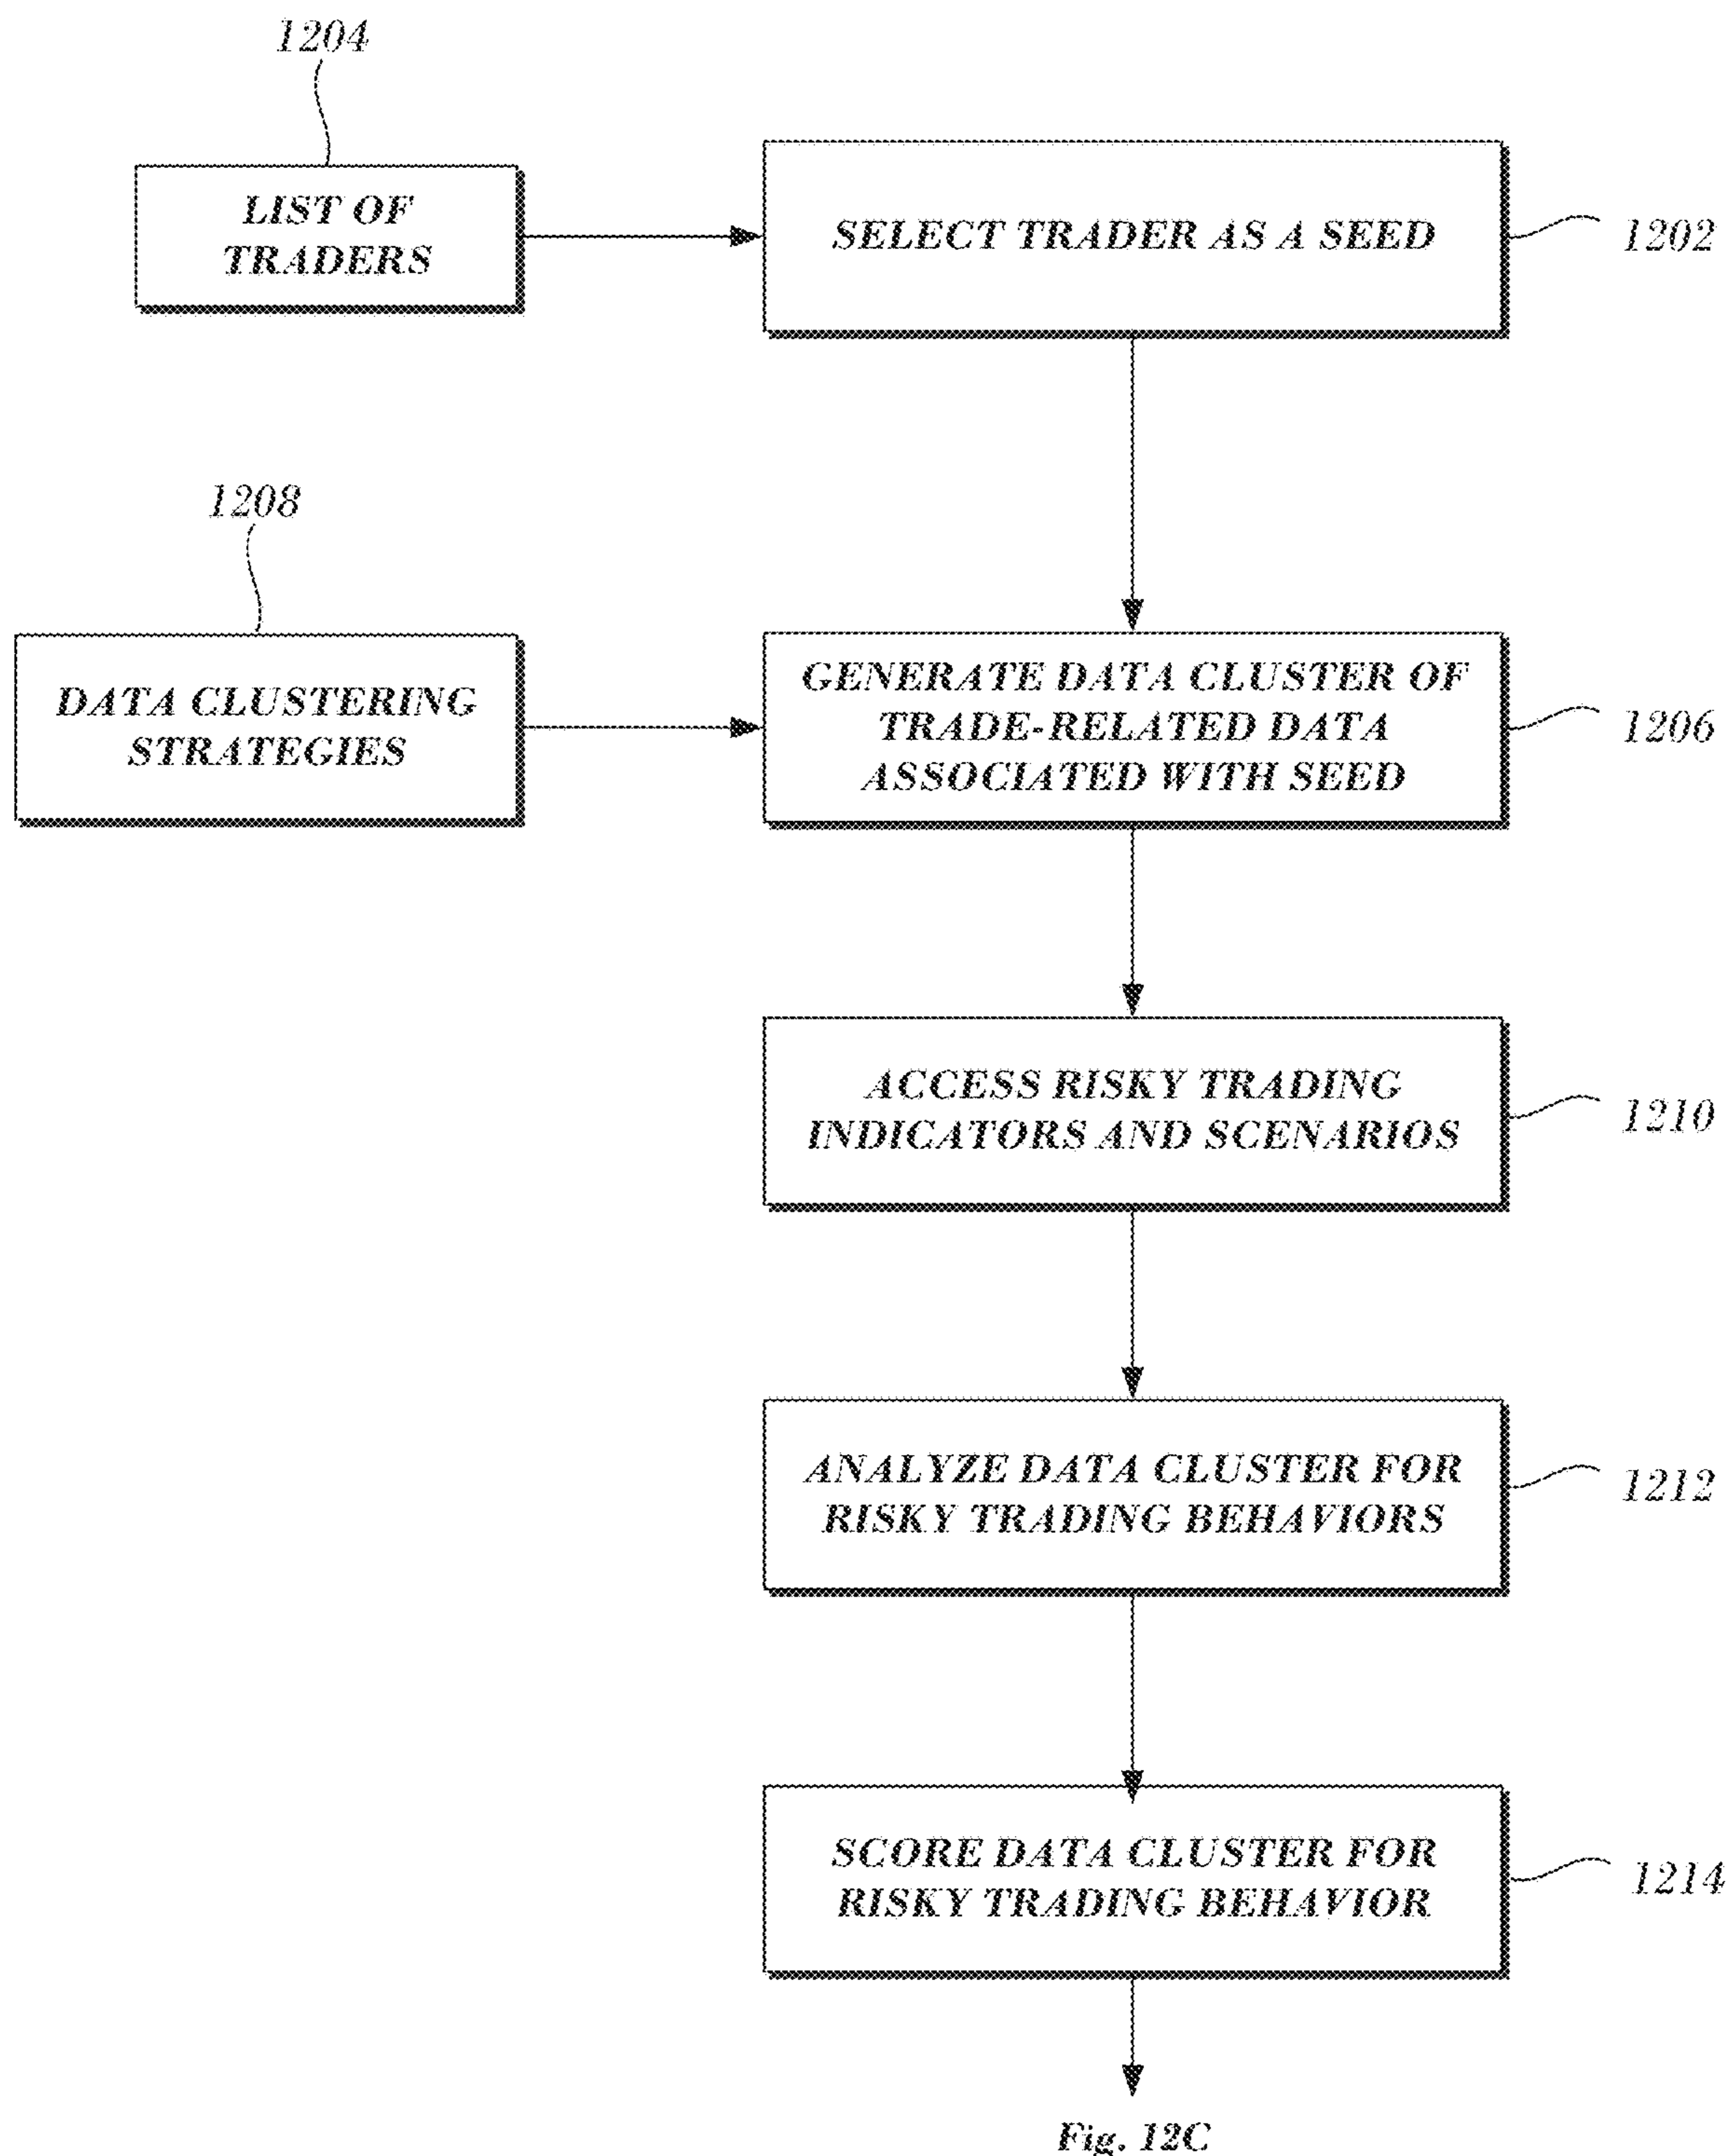 1204
LIST OF
TRADERS
SELECT TRADER AS A SEED
1202
1208
DATA CLUSTERING
STRATEGIES
GENERATE DATA CLUSTER OF
TRADE-RELATED DATA
ASSOCIATED WITH SEED
1206
ACCESS RISKY TRADING
INDICATORS AND SCENARIOS
1210
ANALYZE DATA CLUSTER FOR
RISKY TRADING BEHAVIORS
1212
SCORE DATA CLUSTER FOR
RISKY TRADING BEHAVIOR
1214
Fig. 12C